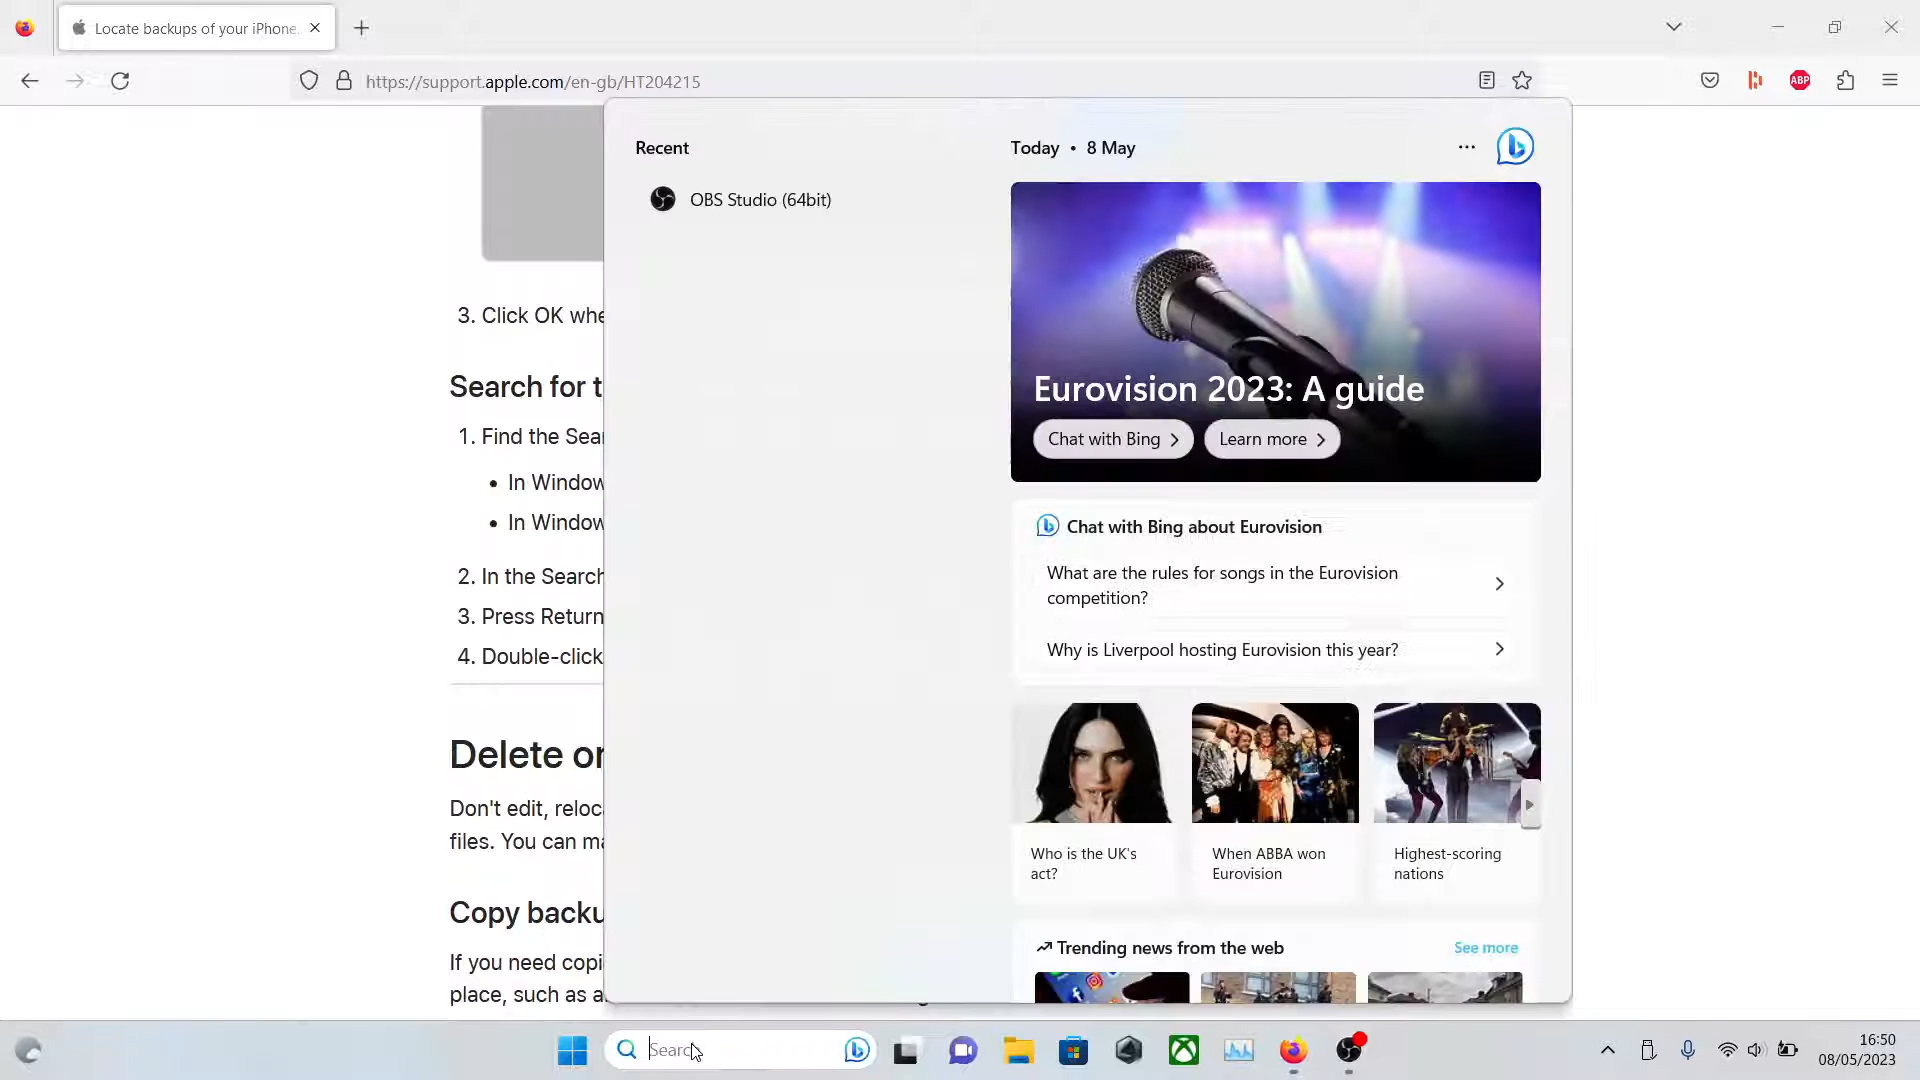 Locate backups of your iPhone,
https://support.apple.com/en-gb/HT204215
ABP
3. Click OK whe
Search for t
1. Find the Sear
• In Window
• In Window
2. In the Search
3. Press Return
4. Double-click
Delete or
Don't edit, reloca
files. You can ma
Copy backu
If you need copi
place, such as a
Recent
OBS Studio (64bit)
Today • 8 May
Eurovision 2023: A guide
Chat with Bing
Learn more
Chat with Bing about Eurovision
What are the rules for songs in the Eurovision
competition?
Why is Liverpool hosting Eurovision this year?
Who is the UK's
act?
When ABBA won
Eurovision
Highest-scoring
nations
Trending news from the web
See more
Search
16:50
08/05/2023